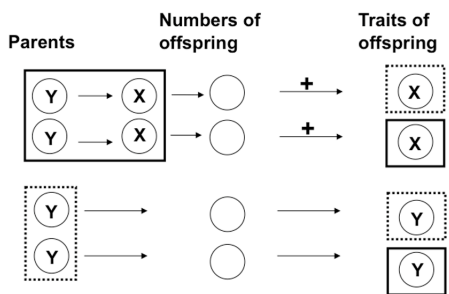 Parents
Numbers of
offspring
Traits of
offspring
Y X + X
Y X + X
Y Y
Y Y